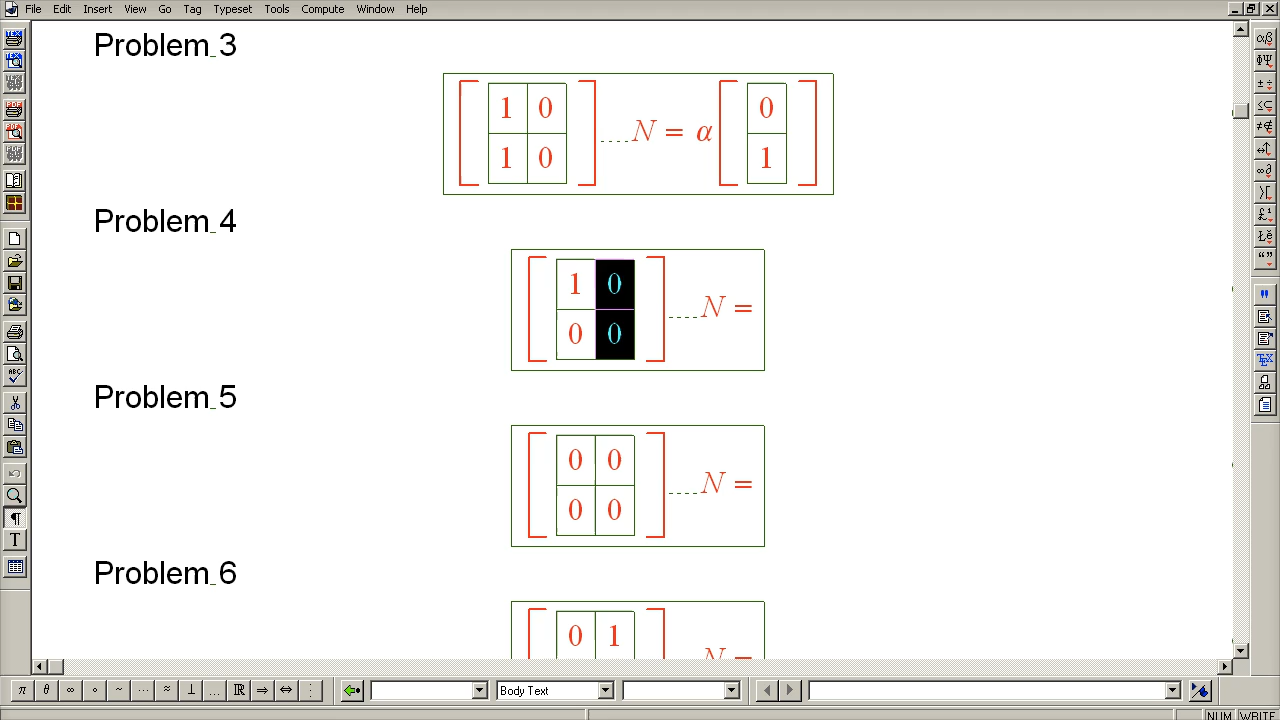 File Edit Insert View Go Tag Typeset Tools Compute Window Help
Problem 3
[ 1 0
1 0 ] N = α [ 0
1 ]
Problem 4
[ 1 0
0 0 ] N =
Problem 5
[ 0 0
0 0 ] N =
Problem 6
[ 0 1
N =
Body Text
NUM WRITE